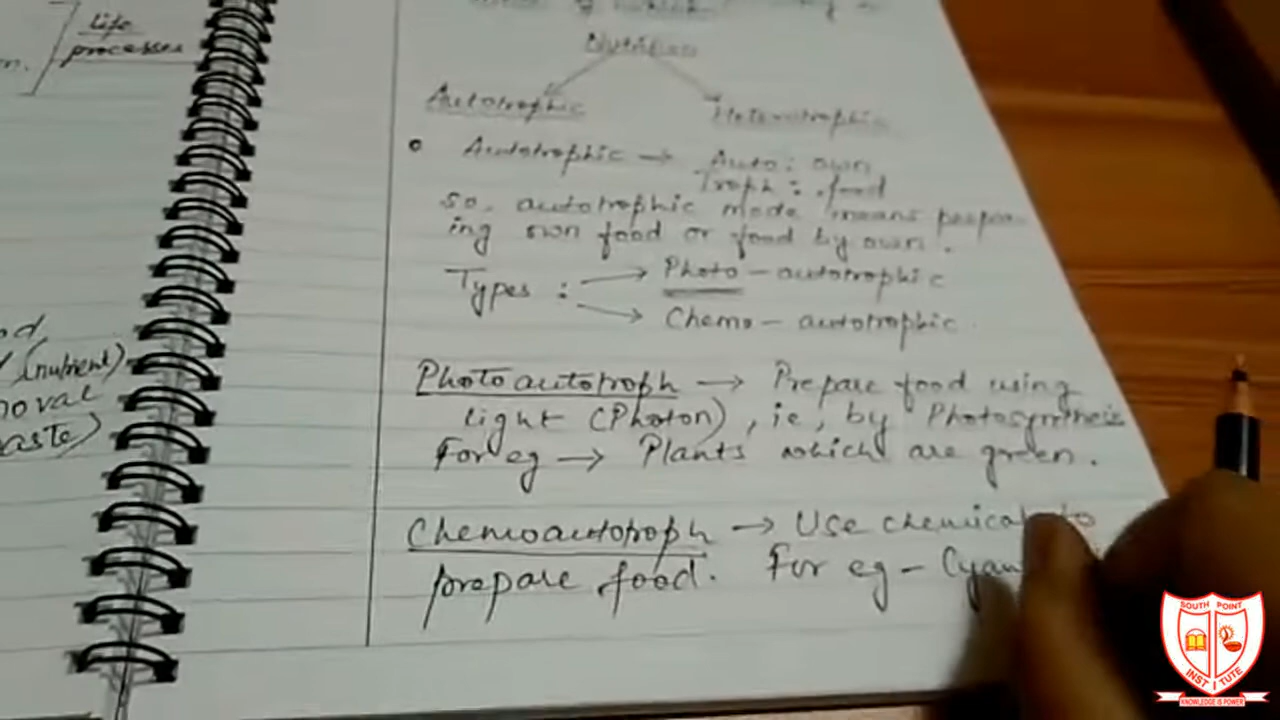 Life
processes
(nutrient)
Nutrition
Autotrophic
Heterotrophic
Autotrophic → Auto : own
Troph : food
so, autotrophic mode means prepar
ing own food or food by own.
Types : → Photo - autotrophic
→ Chemo - autotrophic
Photoautotroph → Prepare food using
light (Photon), ie, by Photosynthesis
For eg → Plants which are green.
Chemoautotroph → Use chemical to
prepare food. For eg - Cyan
SOUTH POINT
INSTITUTE
KNOWLEDGE IS POWER